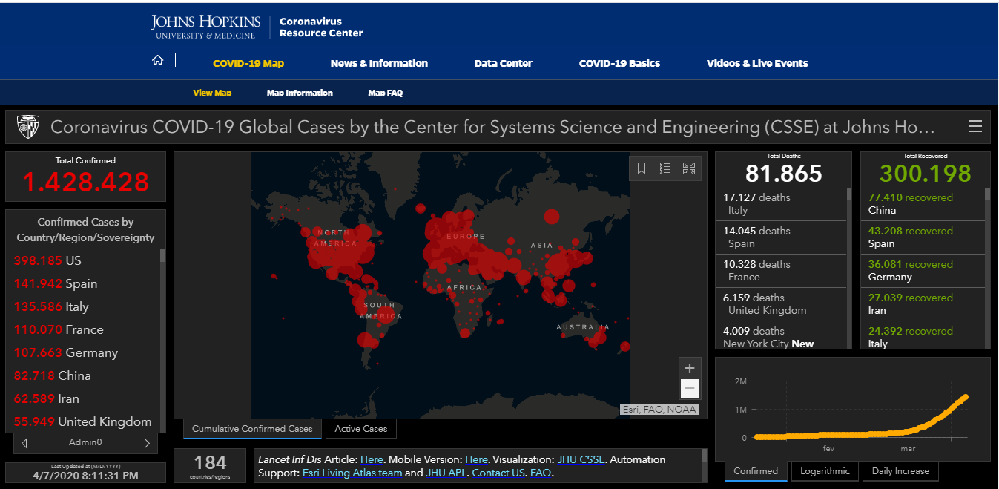 JOHNS HOPKINS
UNIVERSITY & MEDICINE
Coronavirus
Resource Center
COVID-19 Map
News & Information
Data Center
COVID-19 Basics
Videos & Live Events
View Map
Map Information
Map FAQ
Coronavirus COVID-19 Global Cases by the Center for Systems Science and Engineering (CSSE) at Johns Ho...
Total Confirmed
1.428.428
Confirmed Cases by
Country/Region/Sovereignty
398.185 US
141.942 Spain
135.586 Italy
110.070 France
107.663 Germany
82.718 China
62.589 Iran
55.949 United Kingdom
Admin0
Last Updated at (M/D/YYYY)
4/7/2020 8:11:31 PM
NORTH
AMERICA
EUROPE
ASIA
AFRICA
SOUTH
AMERICA
AUSTRALIA
+
−
Esri, FAO, NOAA
Cumulative Confirmed Cases
Active Cases
184
countries/regions
Lancet Inf Dis Article: Here. Mobile Version: Here. Visualization: JHU CSSE. Automation
Support: Esri Living Atlas team and JHU APL. Contact US. FAQ.
Total Deaths
81.865
17.127 deaths
Italy
14.045 deaths
Spain
10.328 deaths
France
6.159 deaths
United Kingdom
4.009 deaths
New York City New
Total Recovered
300.198
77.410 recovered
China
43.208 recovered
Spain
36.081 recovered
Germany
27.039 recovered
Iran
24.392 recovered
Italy
2M
1M
0
fev
mar
Confirmed
Logarithmic
Daily Increase